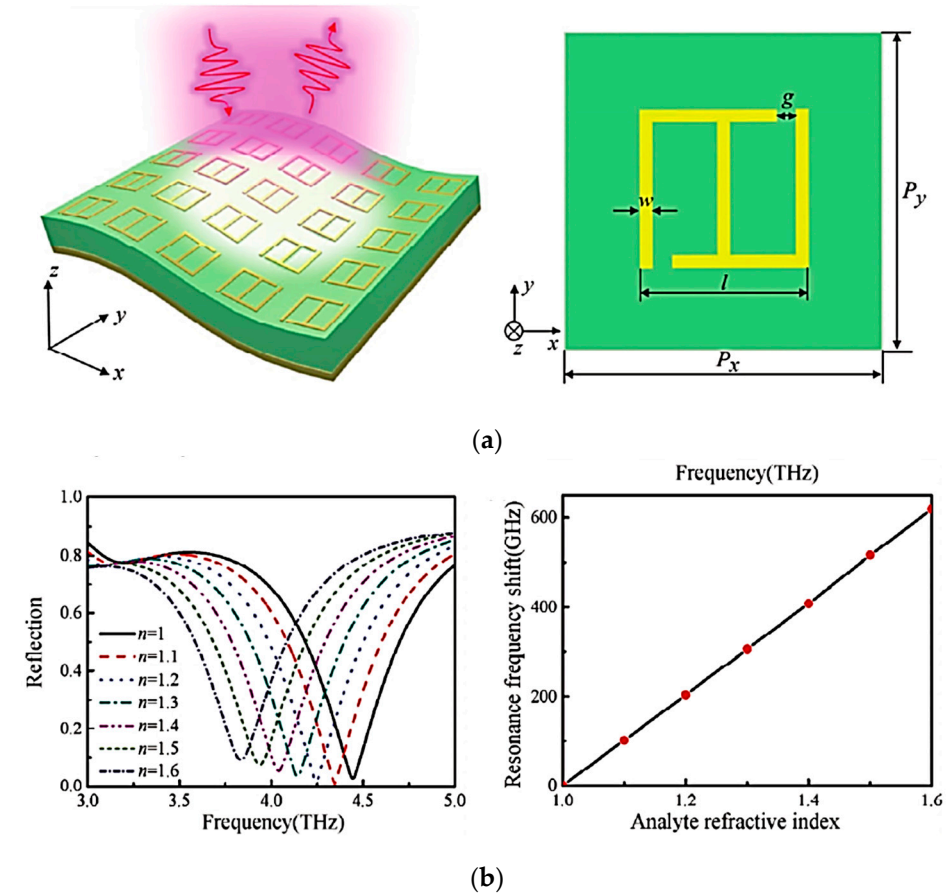 z
y
x
g
w
l
P_y
y
z
x
P_x
(a)
1.0
0.8
0.6
0.4
0.2
0.0
Reflection
n=1
n=1.1
n=1.2
n=1.3
n=1.4
n=1.5
n=1.6
3.0 3.5 4.0 4.5 5.0
Frequency(THz)
Frequency(THz)
600
400
200
0
Resonance frequency shift(GHz)
1.0 1.2 1.4 1.6
Analyte refractive index
(b)